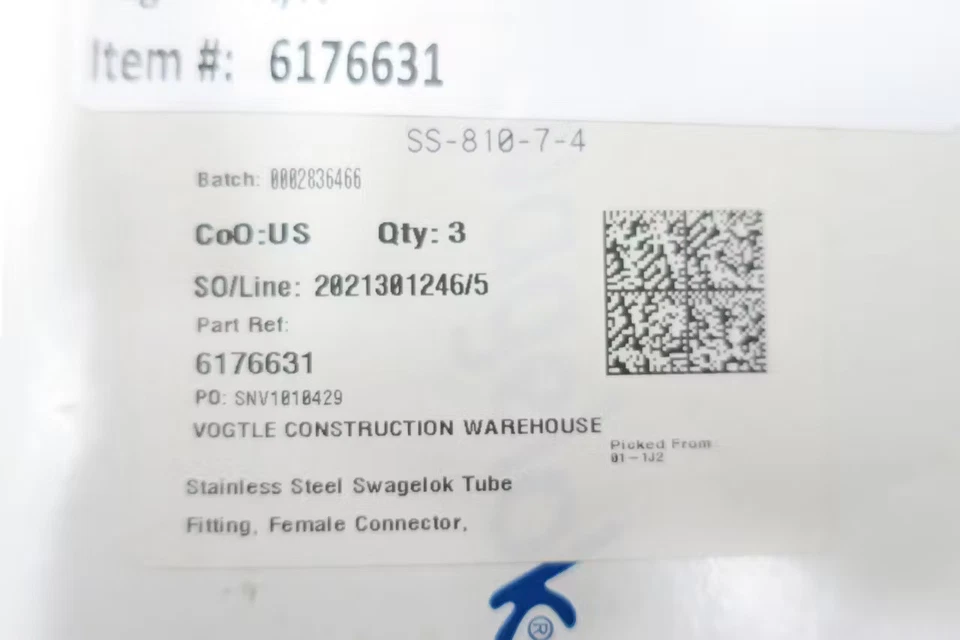 Item #: 6176631
SS-810-7-4
Batch: 0002836466
CoO:US Qty: 3
SO/Line: 2021301246/5
Part Ref:
6176631
PO: SNV1010429
VOGTLE CONSTRUCTION WAREHOUSE
Picked From:
01-1J2
Stainless Steel Swagelok Tube
Fitting, Female Connector,
®